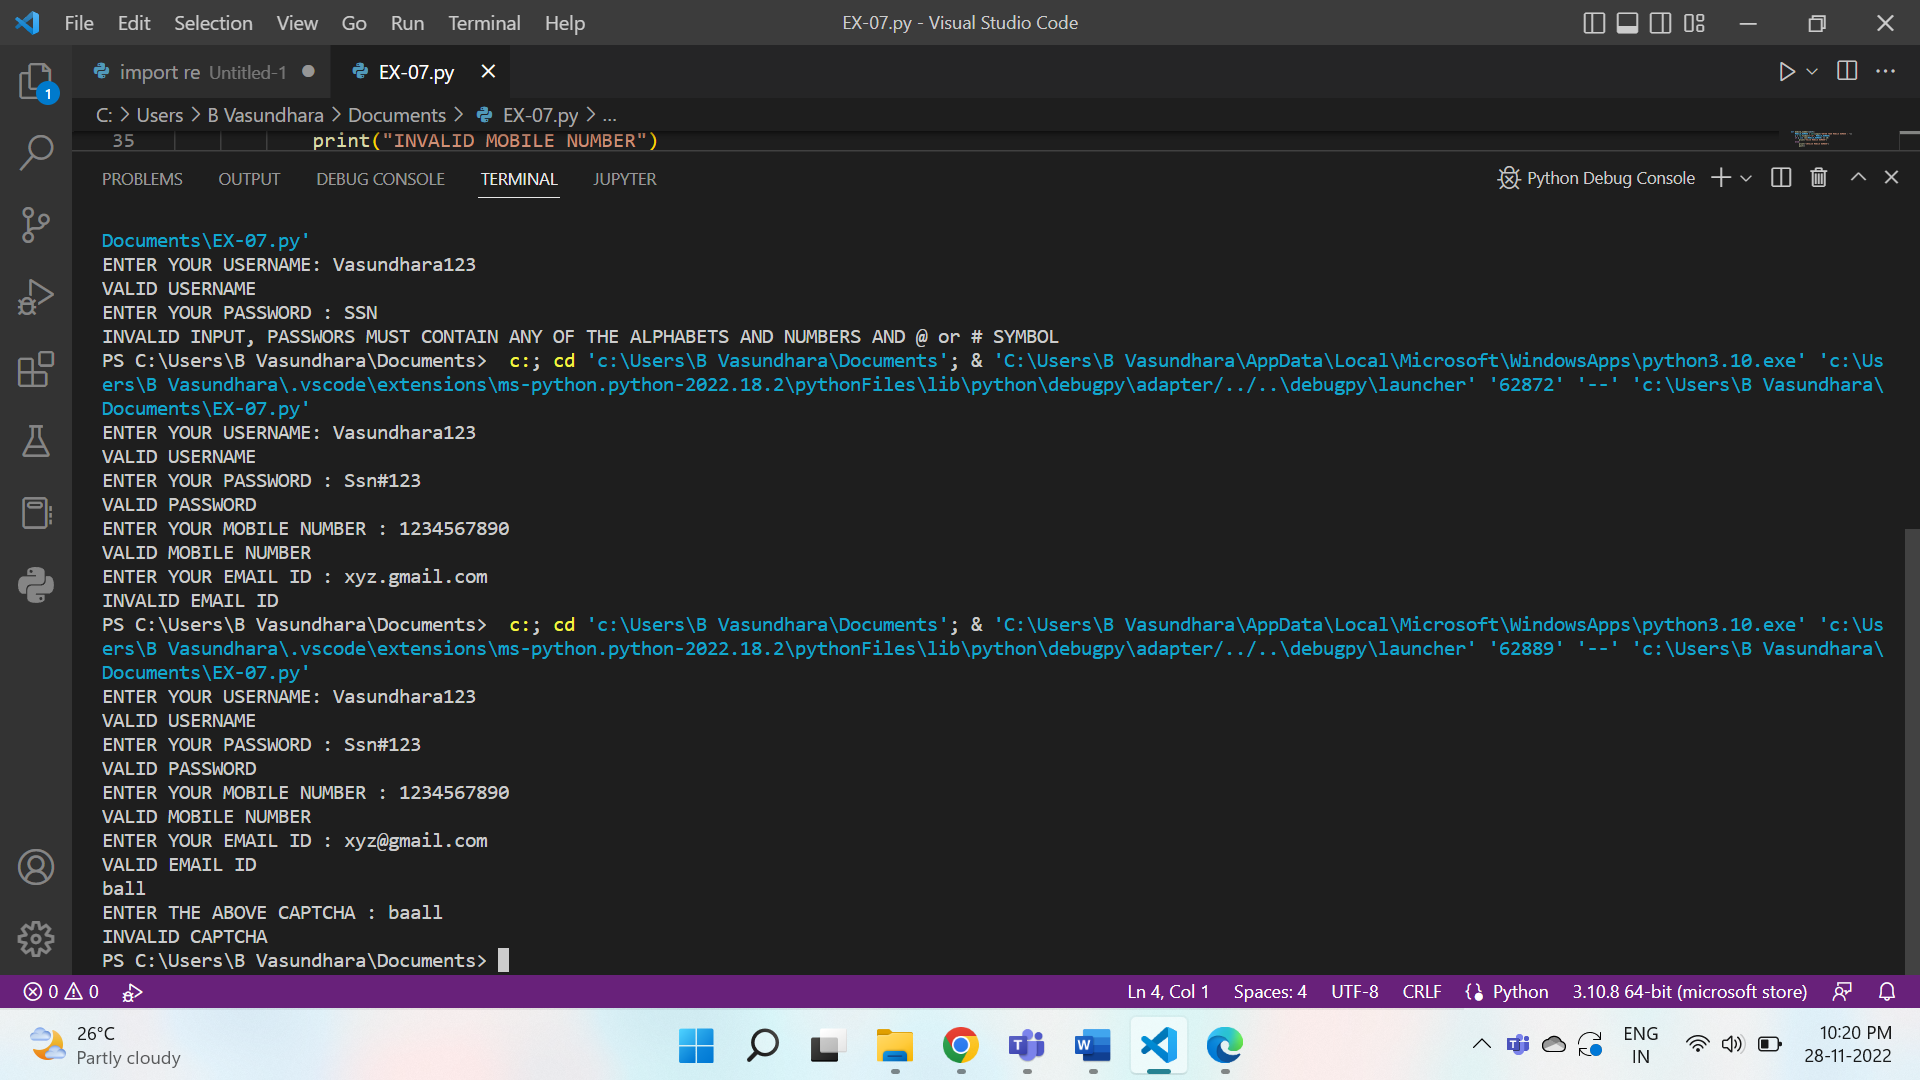 File Edit Selection View Go Run Terminal Help EX-07.py - Visual Studio Code
import re Untitled-1 EX-07.py
C: > Users > B Vasundhara > Documents > EX-07.py > ...
1
35 print("INVALID MOBILE NUMBER")
PROBLEMS OUTPUT DEBUG CONSOLE TERMINAL JUPYTER Python Debug Console
Documents\EX-07.py'
ENTER YOUR USERNAME: Vasundhara123
VALID USERNAME
ENTER YOUR PASSWORD : SSN
INVALID INPUT, PASSWORS MUST CONTAIN ANY OF THE ALPHABETS AND NUMBERS AND @ or # SYMBOL
PS C:\Users\B Vasundhara\Documents>  c:; cd 'c:\Users\B Vasundhara\Documents'; & 'C:\Users\B Vasundhara\AppData\Local\Microsoft\WindowsApps\python3.10.exe' 'c:\Us
ers\B Vasundhara\.vscode\extensions\ms-python.python-2022.18.2\pythonFiles\lib\python\debugpy\adapter/../..\debugpy\launcher' '62872' '--' 'c:\Users\B Vasundhara\
Documents\EX-07.py'
ENTER YOUR USERNAME: Vasundhara123
VALID USERNAME
ENTER YOUR PASSWORD : Ssn#123
VALID PASSWORD
ENTER YOUR MOBILE NUMBER : 1234567890
VALID MOBILE NUMBER
ENTER YOUR EMAIL ID : xyz.gmail.com
INVALID EMAIL ID
PS C:\Users\B Vasundhara\Documents>  c:; cd 'c:\Users\B Vasundhara\Documents'; & 'C:\Users\B Vasundhara\AppData\Local\Microsoft\WindowsApps\python3.10.exe' 'c:\Us
ers\B Vasundhara\.vscode\extensions\ms-python.python-2022.18.2\pythonFiles\lib\python\debugpy\adapter/../..\debugpy\launcher' '62889' '--' 'c:\Users\B Vasundhara\
Documents\EX-07.py'
ENTER YOUR USERNAME: Vasundhara123
VALID USERNAME
ENTER YOUR PASSWORD : Ssn#123
VALID PASSWORD
ENTER YOUR MOBILE NUMBER : 1234567890
VALID MOBILE NUMBER
ENTER YOUR EMAIL ID : xyz@gmail.com
VALID EMAIL ID
ball
ENTER THE ABOVE CAPTCHA : baall
INVALID CAPTCHA
PS C:\Users\B Vasundhara\Documents>
0 0 Ln 4, Col 1 Spaces: 4 UTF-8 CRLF Python 3.10.8 64-bit (microsoft store)
26°C
Partly cloudy
ENG
IN
10:20 PM
28-11-2022